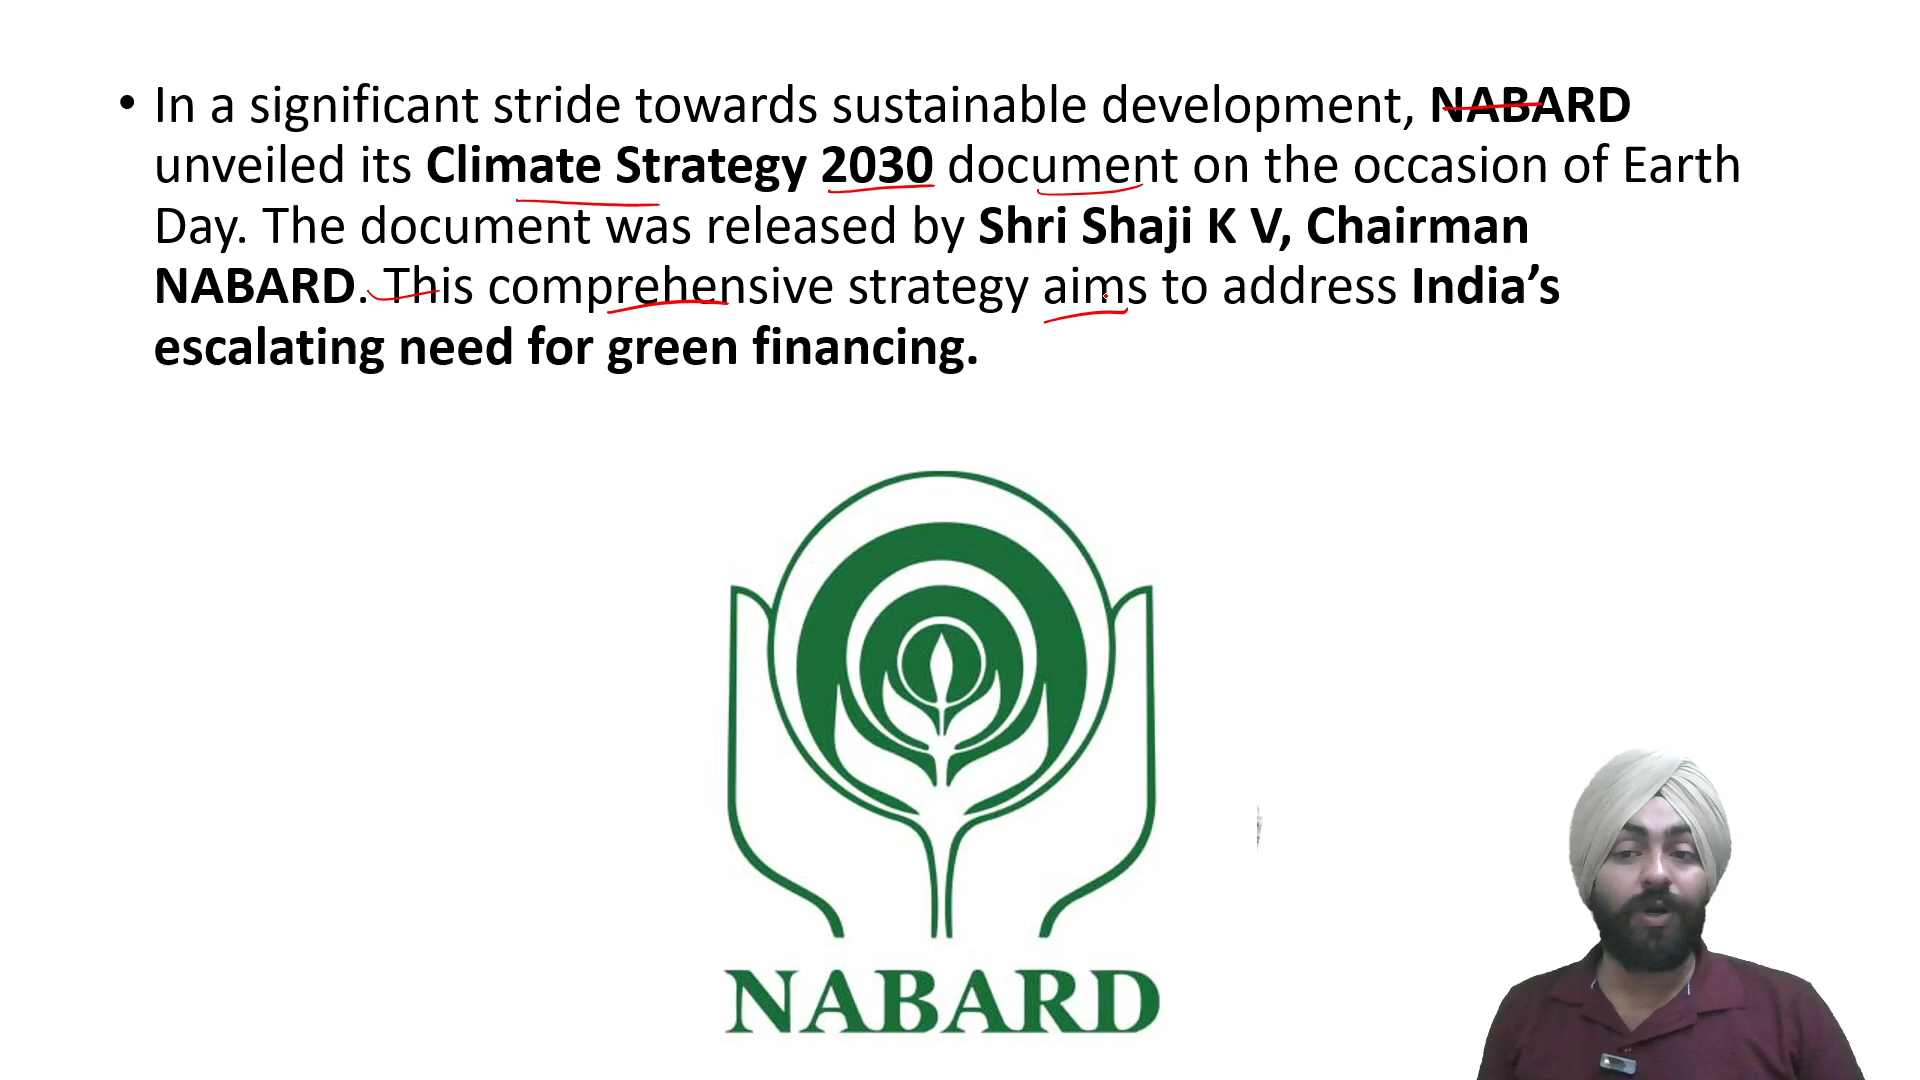 • In a significant stride towards sustainable development, NABARD
unveiled its Climate Strategy 2030 document on the occasion of Earth
Day. The document was released by Shri Shaji K V, Chairman
NABARD. This comprehensive strategy aims to address India’s
escalating need for green financing.
NABARD